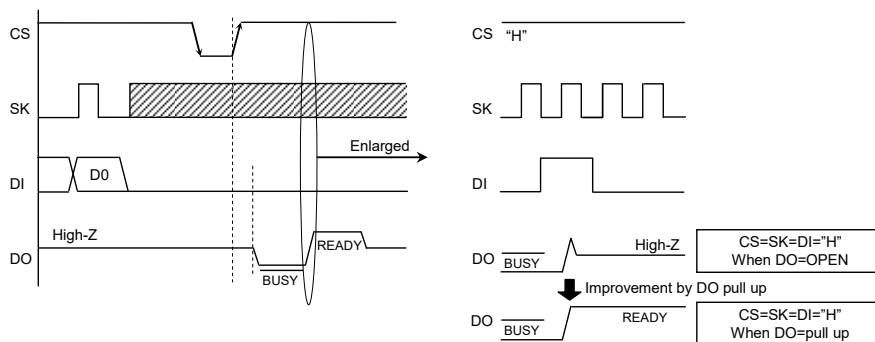 CS
SK
DI
D0
Enlarged
DO
High-Z
BUSY
READY
CS
“H”
SK
DI
DO
BUSY
High-Z
CS=SK=DI=”H”
When DO=OPEN
Improvement by DO pull up
DO
BUSY
READY
CS=SK=DI=”H”
When DO=pull up